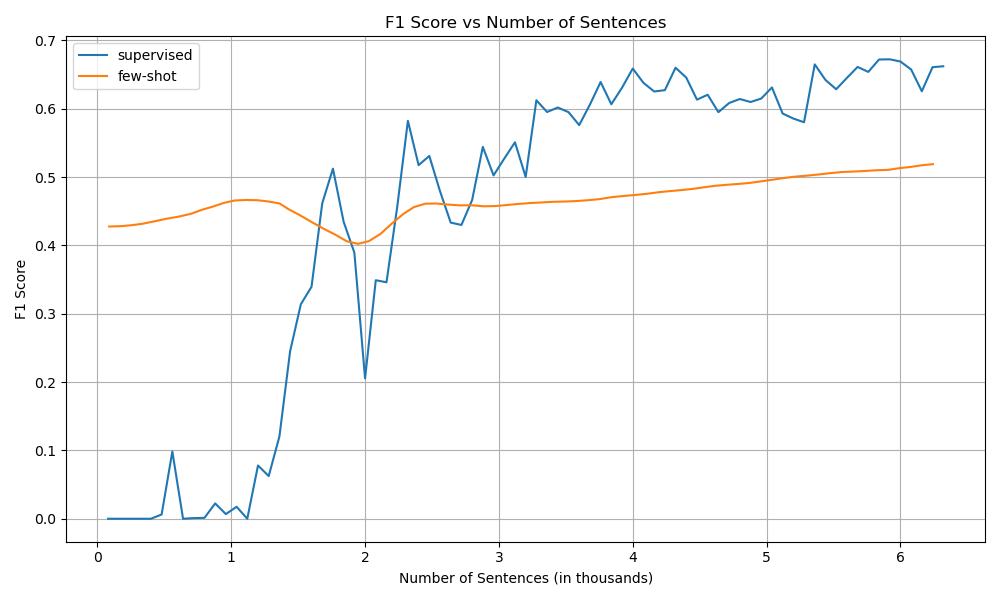 F1 Score vs Number of Sentences
supervised
few-shot
0.7
0.6
0.5
0.4
0.3
0.2
0.1
0.0
F1 Score
0 1 2 3 4 5 6
Number of Sentences (in thousands)